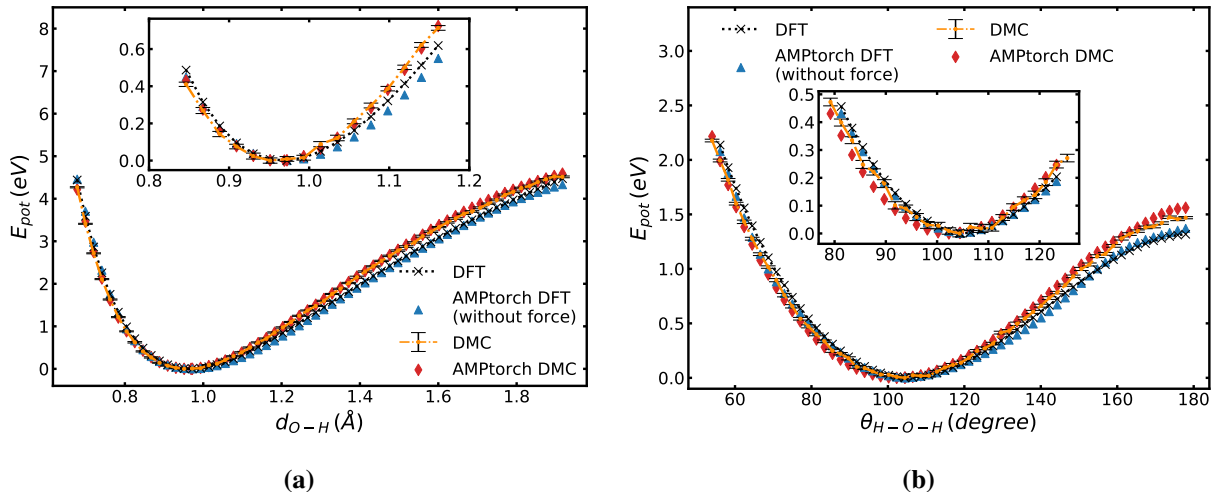 8
7
6
5
4
3
2
1
0
E_pot (eV)
0.6
0.4
0.2
0.0
0.8 0.9 1.0 1.1 1.2
DFT
AMPtorch DFT
(without force)
DMC
AMPtorch DMC
0.8 1.0 1.2 1.4 1.6 1.8
d_{O−H} (Å)
(a)
3.0
2.5
2.0
1.5
1.0
0.5
0.0
E_pot (eV)
DFT
AMPtorch DFT
(without force)
DMC
AMPtorch DMC
0.5
0.4
0.3
0.2
0.1
0.0
80 90 100 110 120
60 80 100 120 140 160 180
θ_{H−O−H} (degree)
(b)